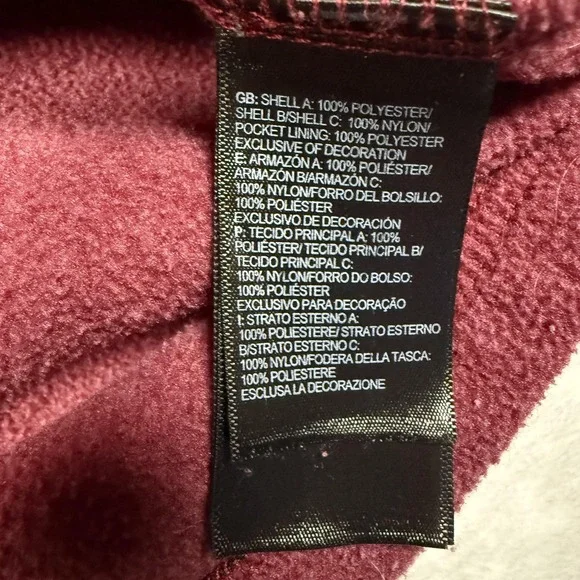 GB: SHELL A: 100% POLYESTER/
SHELL B/SHELL C: 100% NYLON/
POCKET LINING: 100% POLYESTER
EXCLUSIVE OF DECORATION
E: ARMAZÓN A: 100% POLIÉSTER/
ARMAZÓN B/ARMAZÓN C:
100% NYLON/FORRO DEL BOLSILLO:
100% POLIÉSTER
EXCLUSIVO DE DECORACIÓN
P: TECIDO PRINCIPAL A: 100%
POLIÉSTER/ TECIDO PRINCIPAL B/
TECIDO PRINCIPAL C:
100% NYLON/FORRO DO BOLSO:
100% POLIÉSTER
EXCLUSIVO PARA DECORAÇÃO
I: STRATO ESTERNO A:
100% POLIESTERE/ STRATO ESTERNO
B/STRATO ESTERNO C:
100% NYLON/FODERA DELLA TASCA:
100% POLIESTERE
ESCLUSA LA DECORAZIONE